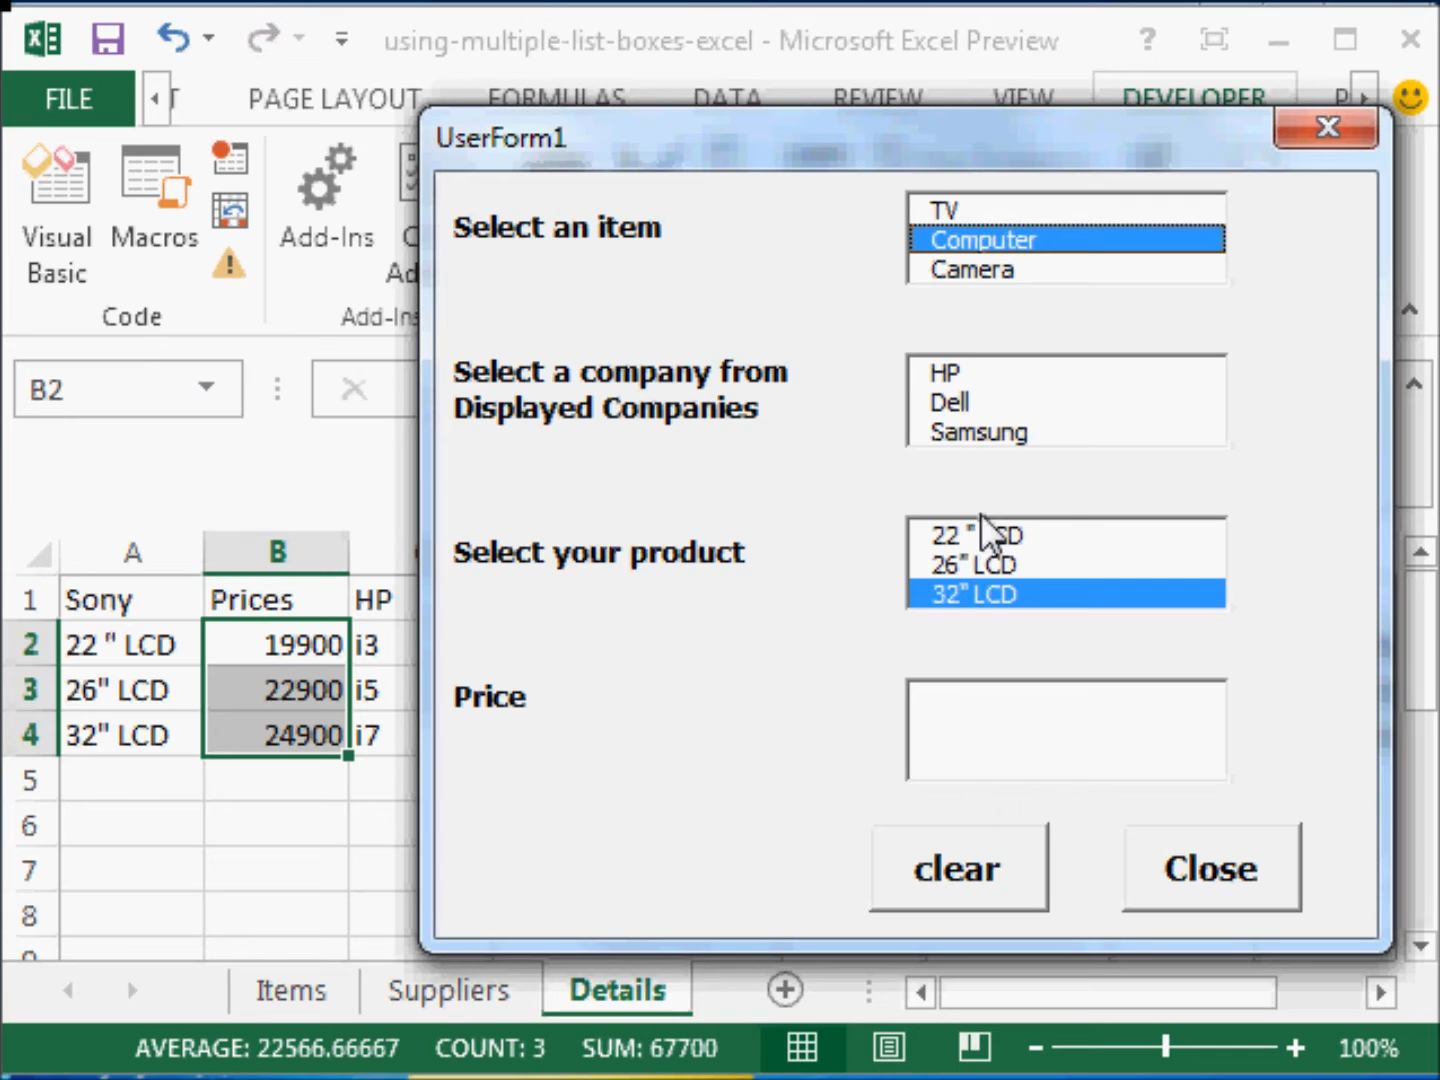 using-multiple-list-boxes-excel - Microsoft Excel Preview
FILE
PAGE LAYOUT
FORMULAS
DATA
REVIEW
VIEW
DEVELOPER
UserForm1
Visual
Basic
Macros
Add-Ins
Code
Select an item
TV
Computer
Camera
Select a company from
Displayed Companies
HP
Dell
Samsung
Select your product
22 " LCD
26" LCD
32" LCD
Price
clear
Close
B2
A B
1 Sony Prices HP
2 22 " LCD 19900 i3
3 26" LCD 22900 i5
4 32" LCD 24900 i7
5
6
7
8
Items Suppliers Details
AVERAGE: 22566.66667 COUNT: 3 SUM: 67700
100%